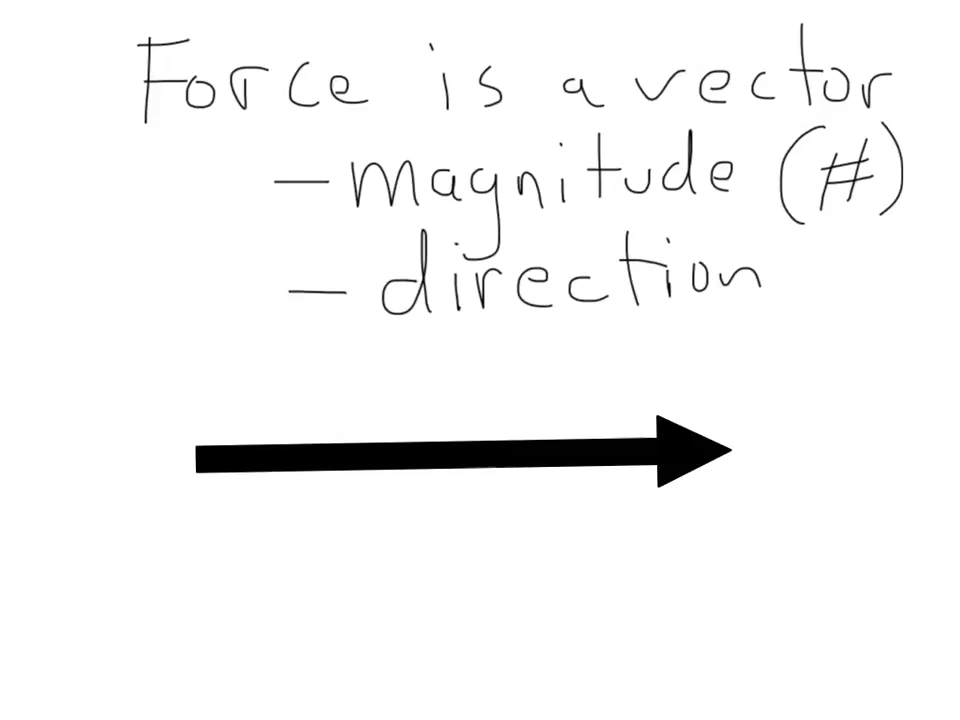 Force is a vector
- magnitude (#)
- direction